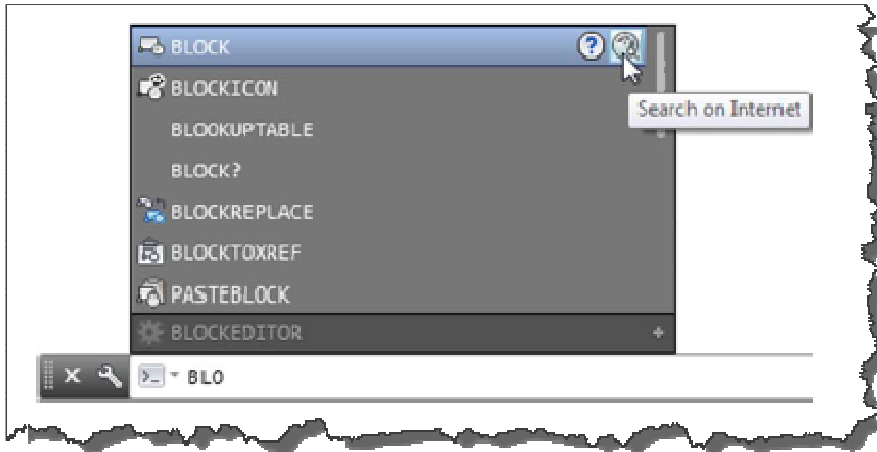 BLOCK
BLOCKICON
Search on Internet
BLOOKUPTABLE
BLOCK?
BLOCKREPLACE
BLOCKTOXREF
PASTEBLOCK
BLOCKEDITOR
BLO